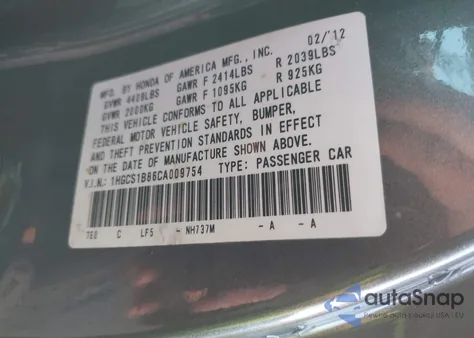 MFD. BY HONDA OF AMERICA MFG., INC. 02/'12
GVWR 4409LBS GAWR F 2414LBS R 2039LBS
GVWR 2000KG GAWR F 1095KG R 925KG
THIS VEHICLE CONFORMS TO ALL APPLICABLE
FEDERAL MOTOR VEHICLE SAFETY, BUMPER,
AND THEFT PREVENTION STANDARDS IN EFFECT
ON THE DATE OF MANUFACTURE SHOWN ABOVE.
V.I.N.: 1HGCS1B86CA009754 TYPE: PASSENGER CAR
7E0 C LF5 - NH737M - A - A
autoSnap